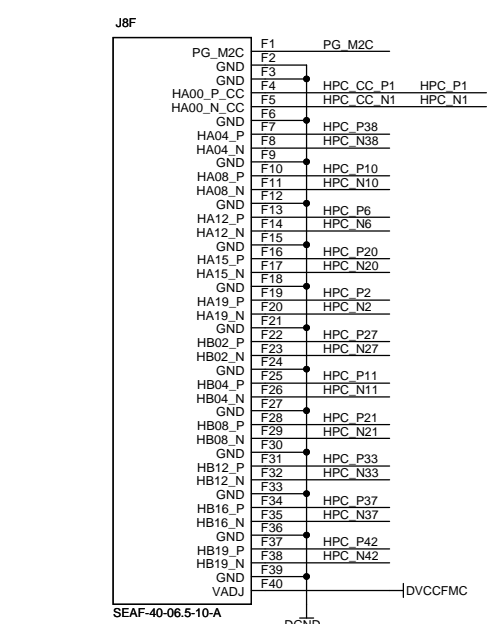 J8F
PG_M2C F1 PG_M2C
GND F2
GND F3
HA00_P_CC F4 HPC_CC_P1 HPC_P1
HA00_N_CC F5 HPC_CC_N1 HPC_N1
GND F6
HA04_P F7 HPC_P38
HA04_N F8 HPC_N38
GND F9
HA08_P F10 HPC_P10
HA08_N F11 HPC_N10
GND F12
HA12_P F13 HPC_P6
HA12_N F14 HPC_N6
GND F15
HA15_P F16 HPC_P20
HA15_N F17 HPC_N20
GND F18
HA19_P F19 HPC_P2
HA19_N F20 HPC_N2
GND F21
HB02_P F22 HPC_P27
HB02_N F23 HPC_N27
GND F24
HB04_P F25 HPC_P11
HB04_N F26 HPC_N11
GND F27
HB08_P F28 HPC_P21
HB08_N F29 HPC_N21
GND F30
HB12_P F31 HPC_P33
HB12_N F32 HPC_N33
GND F33
HB16_P F34 HPC_P37
HB16_N F35 HPC_N37
GND F36
HB19_P F37 HPC_P42
HB19_N F38 HPC_N42
GND F39
VADJ F40 DVCCFMC
SEAF-40-06.5-10-A
DGND